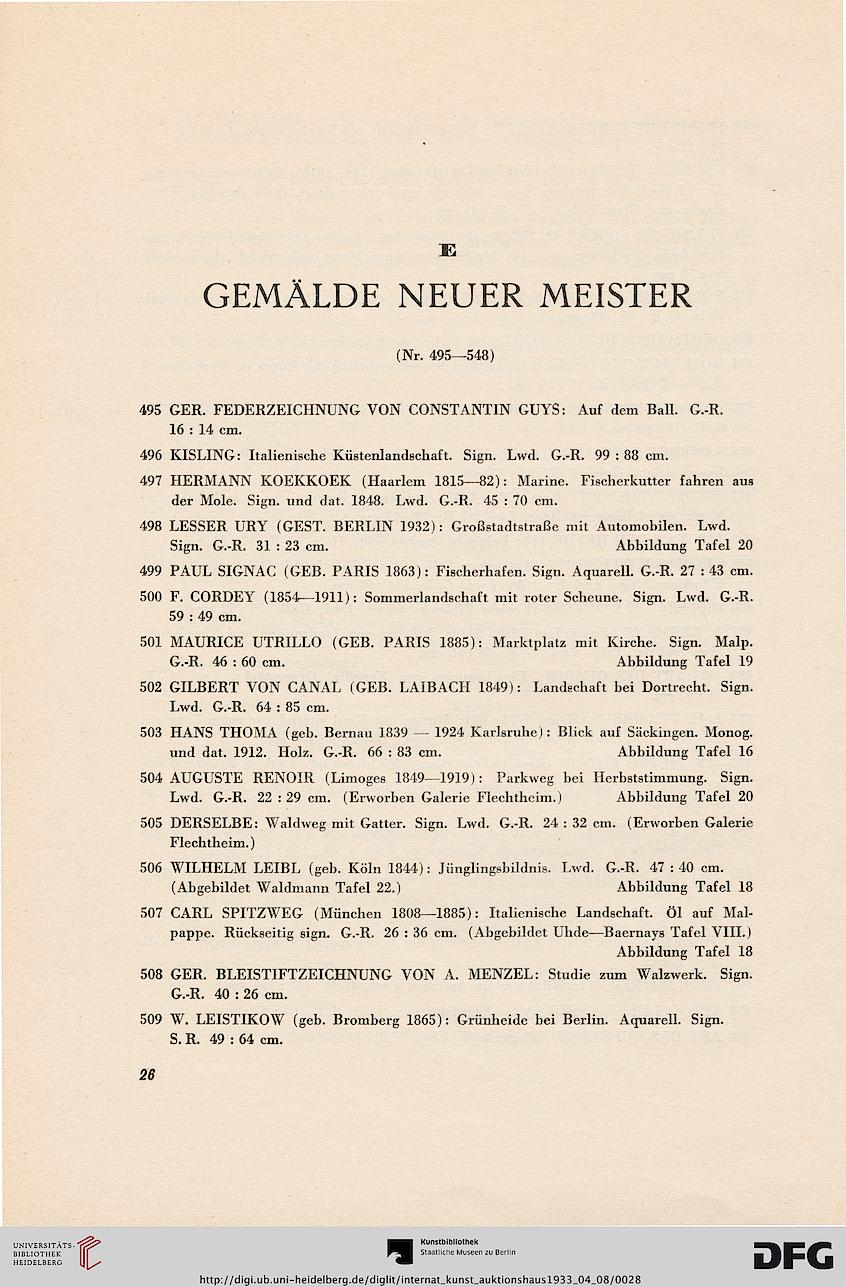 E
GEMÄLDE NEUER MEISTER
(Nr. 495—548)
495 GER. FEDERZEICHNUNG VON CONSTANTIN GUYS: Auf dem Ball. G.-R.
16 : 14 cm.
496 KISLING: Italienische Küstenlandschaft. Sign. Lwd. G.-R. 99 : 88 cm.
497 HERMANN KOEKKOEK (Haarlem 1815—82): Marine. Fischerkutter fahren aus
der Mole. Sign. und dat. 1848. Lwd. G.-R. 45 : 70 cm.
498 LESSER URY (GEST. BERLIN 1932): Großstadtstraße mit Automobilen. Lwd.
Sign. G.-R. 31 : 23 cm. Abbildung Tafel 20
499 PAUL SIGNAC (GEB. PARIS 1863): Fischerhafen. Sign. Aquarell. G.-R. 27 : 43 cm.
500 F. CORDEY (1854—1911): Sommerlandschaft mit roter Scheune. Sign. Lwd. G.-R.
59 : 49 cm.
501 MAURICE UTRILLO (GEB. PARIS 1885): Marktplatz mit Kirche. Sign. Malp.
G.-R. 46 : 60 cm. Abbildung Tafel 19
502 GILBERT VON CANAL (GEB. LAIBACH 1849): Landschaft bei Dortrecht. Sign.
Lwd. G.-R. 64 : 85 cm.
503 HANS THOMA (geb. Bernau 1839 — 1924 Karlsruhe): Blick auf Säckingen. Monog.
und dat. 1912. Holz. G.-R. 66 : 83 cm. Abbildung Tafel 16
504 AUGUSTE RENOIR (Limoges 1849—1919): Parkweg bei Herbststimmung. Sign.
Lwd. G.-R. 22 : 29 cm. (Erworben Galerie Flechtheim.) Abbildung Tafel 20
505 DERSELBE: Waldweg mit Gatter. Sign. Lwd. G.-R. 24 : 32 cm. (Erworben Galerie
Flechtheim.)
506 WILHELM LEIBL (geb. Köln 1844): Jünglingsbildnis. Lwd. G.-R. 47 : 40 cm.
(Abgebildet Waldmann Tafel 22.) Abbildung Tafel 18
507 CARL SPITZWEG (München 1808—1885): Italienische Landschaft. Öl auf Mal-
pappe. Rückseitig sign. G.-R. 26 : 36 cm. (Abgebildet Uhde—Baernays Tafel VIII.)
Abbildung Tafel 18
508 GER. BLEISTIFTZEICHNUNG VON A. MENZEL: Studie zum Walzwerk. Sign.
G.-R. 40 : 26 cm.
509 W. LEISTIKOW (geb. Bromberg 1865): Grünheide bei Berlin. Aquarell. Sign.
S. R. 49 : 64 cm.
26
UNIVERSITÄTS-
BIBLIOTHEK
HEIDELBERG
Kunstbibliothek
Staatliche Museen zu Berlin
DFG
http://digi.ub.uni-heidelberg.de/diglit/internat_kunst_auktionshaus1933_04_08/0028